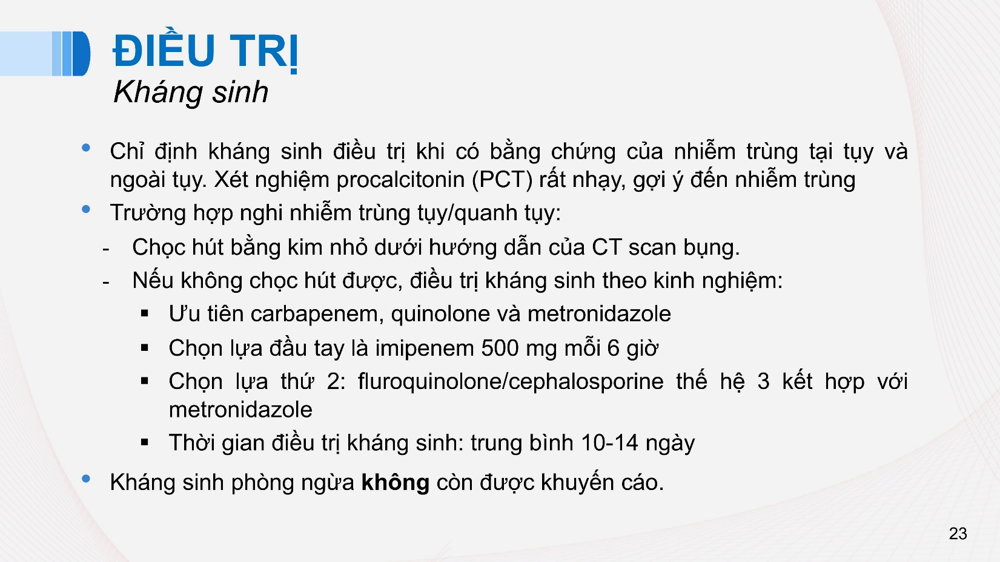 ĐIỀU TRỊ
Kháng sinh
• Chỉ định kháng sinh điều trị khi có bằng chứng của nhiễm trùng tại tụy và
ngoài tụy. Xét nghiệm procalcitonin (PCT) rất nhạy, gợi ý đến nhiễm trùng
• Trường hợp nghi nhiễm trùng tụy/quanh tụy:
- Chọc hút bằng kim nhỏ dưới hướng dẫn của CT scan bụng.
- Nếu không chọc hút được, điều trị kháng sinh theo kinh nghiệm:
▪ Ưu tiên carbapenem, quinolone và metronidazole
▪ Chọn lựa đầu tay là imipenem 500 mg mỗi 6 giờ
▪ Chọn lựa thứ 2: fluroquinolone/cephalosporine thế hệ 3 kết hợp với
metronidazole
▪ Thời gian điều trị kháng sinh: trung bình 10-14 ngày
• Kháng sinh phòng ngừa không còn được khuyến cáo.
23